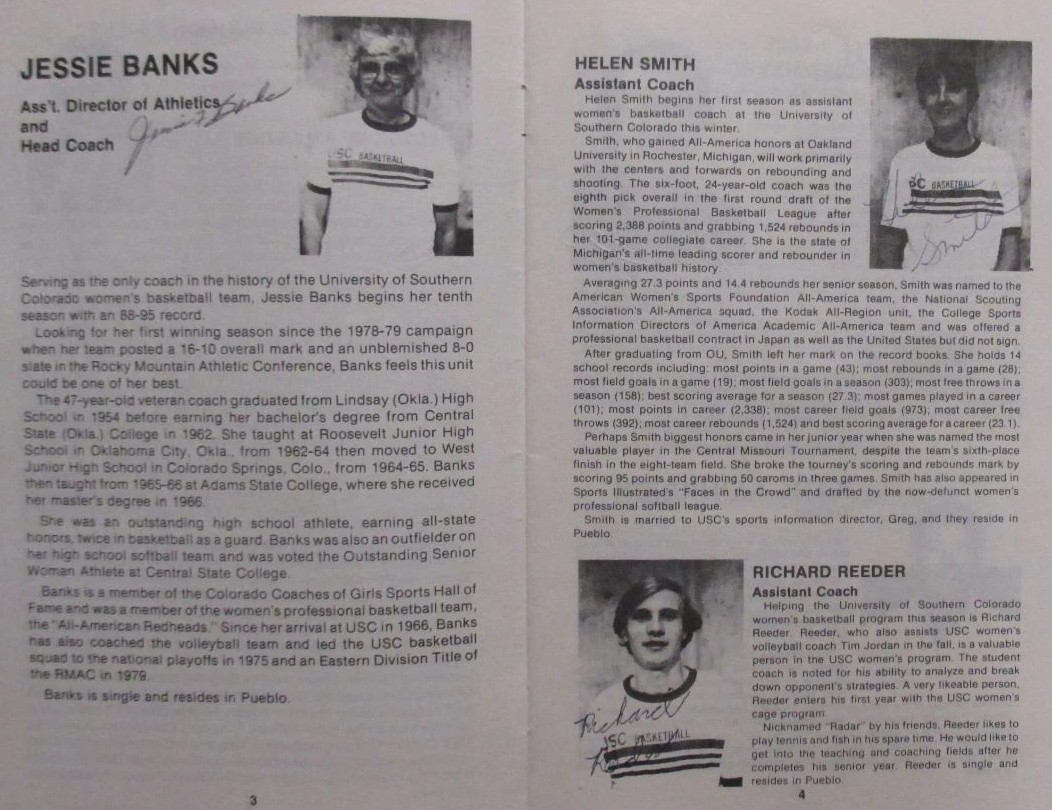 JESSIE BANKS
Ass't. Director of Athletics
and
Head Coach
Jessie Banks
USC BASKETBALL
Serving as the only coach in the history of the University of Southern
Colorado women's basketball team, Jessie Banks begins her tenth
season with an 88-95 record.
Looking for her first winning season since the 1978-79 campaign
when her team posted a 16-10 overall mark and an unblemished 8-0
slate in the Rocky Mountain Athletic Conference, Banks feels this unit
could be one of her best.
The 47-year-old veteran coach graduated from Lindsay (Okla.) High
School in 1954 before earning her bachelor's degree from Central
State (Okla.) College in 1962. She taught at Roosevelt Junior High
School in Oklahoma City, Okla., from 1962-64 then moved to West
Junior High School in Colorado Springs, Colo., from 1964-65. Banks
then taught from 1965-66 at Adams State College, where she received
her master's degree in 1966.
She was an outstanding high school athlete, earning all-state
honors, twice in basketball as a guard. Banks was also an outfielder on
her high school softball team and was voted the Outstanding Senior
Woman Athlete at Central State College.
Banks is a member of the Colorado Coaches of Girls Sports Hall of
Fame and was a member of the women's professional basketball team,
the "All-American Redheads." Since her arrival at USC in 1966, Banks
has also coached the volleyball team and led the USC basketball
squad to the national playoffs in 1975 and an Eastern Division Title of
the RMAC in 1979.
Banks is single and resides in Pueblo.
3
HELEN SMITH
Assistant Coach
Helen Smith begins her first season as assistant
women's basketball coach at the University of
Southern Colorado this winter.
Smith, who gained All-America honors at Oakland
University in Rochester, Michigan, will work primarily
with the centers and forwards on rebounding and
shooting. The six-foot, 24-year-old coach was the
eighth pick overall in the first round draft of the
Women's Professional Basketball League after
scoring 2,388 points and grabbing 1,524 rebounds in
her 101-game collegiate career. She is the state of
Michigan's all-time leading scorer and rebounder in
women's basketball history.
SC BASKETBALL
Smith
Averaging 27.3 points and 14.4 rebounds her senior season, Smith was named to the
American Women's Sports Foundation All-America team, the National Scouting
Association's All-America squad, the Kodak All-Region unit, the College Sports
Information Directors of America Academic All-America team and was offered a
professional basketball contract in Japan as well as the United States but did not sign.
After graduating from OU, Smith left her mark on the record books. She holds 14
school records including: most points in a game (43); most rebounds in a game (28);
most field goals in a game (19); most field goals in a season (303); most free throws in a
season (158); best scoring average for a season (27.3); most games played in a career
(101); most points in career (2,338); most career field goals (973); most career free
throws (392); most career rebounds (1,524) and best scoring average for a career (23.1).
Perhaps Smith biggest honors came in her junior year when she was named the most
valuable player in the Central Missouri Tournament, despite the team's sixth-place
finish in the eight-team field. She broke the tourney's scoring and rebounds mark by
scoring 95 points and grabbing 50 caroms in three games. Smith has also appeared in
Sports Illustrated's "Faces in the Crowd" and drafted by the now-defunct women's
professional softball league.
Smith is married to USC's sports information director, Greg, and they reside in
Pueblo.
Richard
Reeder
USC BASKETBALL
RICHARD REEDER
Assistant Coach
Helping the University of Southern Colorado
women's basketball program this season is Richard
Reeder. Reeder, who also assists USC women's
volleyball coach Tim Jordan in the fall, is a valuable
person in the USC women's program. The student
coach is noted for his ability to analyze and break
down opponent's strategies. A very likeable person,
Reeder enters his first year with the USC women's
cage program.
Nicknamed "Radar" by his friends, Reeder likes to
play tennis and fish in his spare time. He would like to
get into the teaching and coaching fields after he
completes his senior year. Reeder is single and
resides in Pueblo.
4